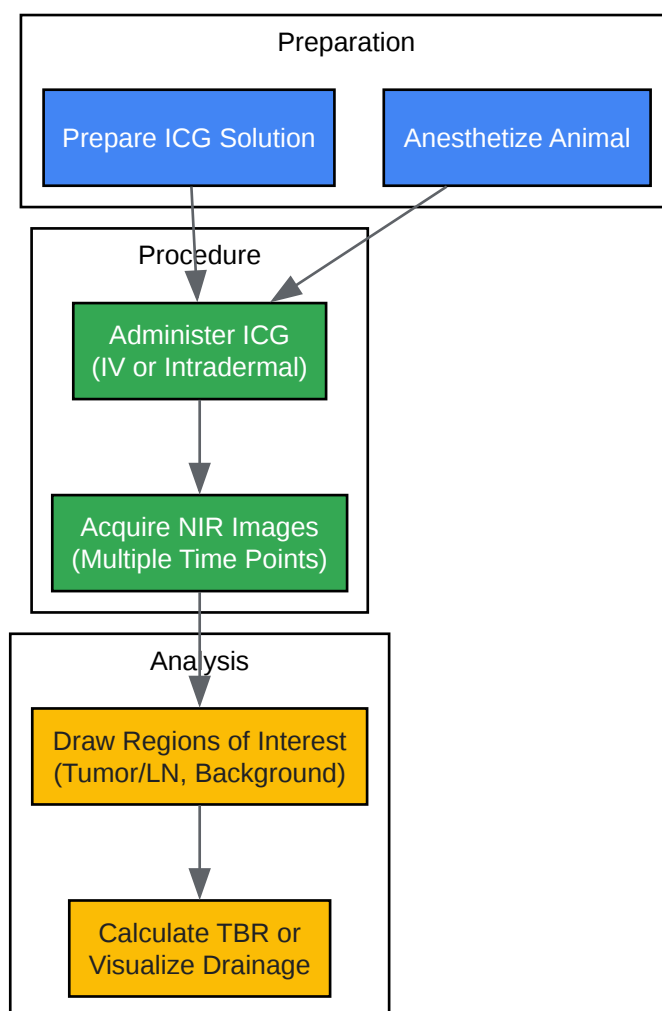 Preparation
Prepare ICG Solution
Anesthetize Animal
Procedure
Administer ICG
(IV or Intradermal)
Acquire NIR Images
(Multiple Time Points)
Analysis
Draw Regions of Interest
(Tumor/LN, Background)
Calculate TBR or
Visualize Drainage